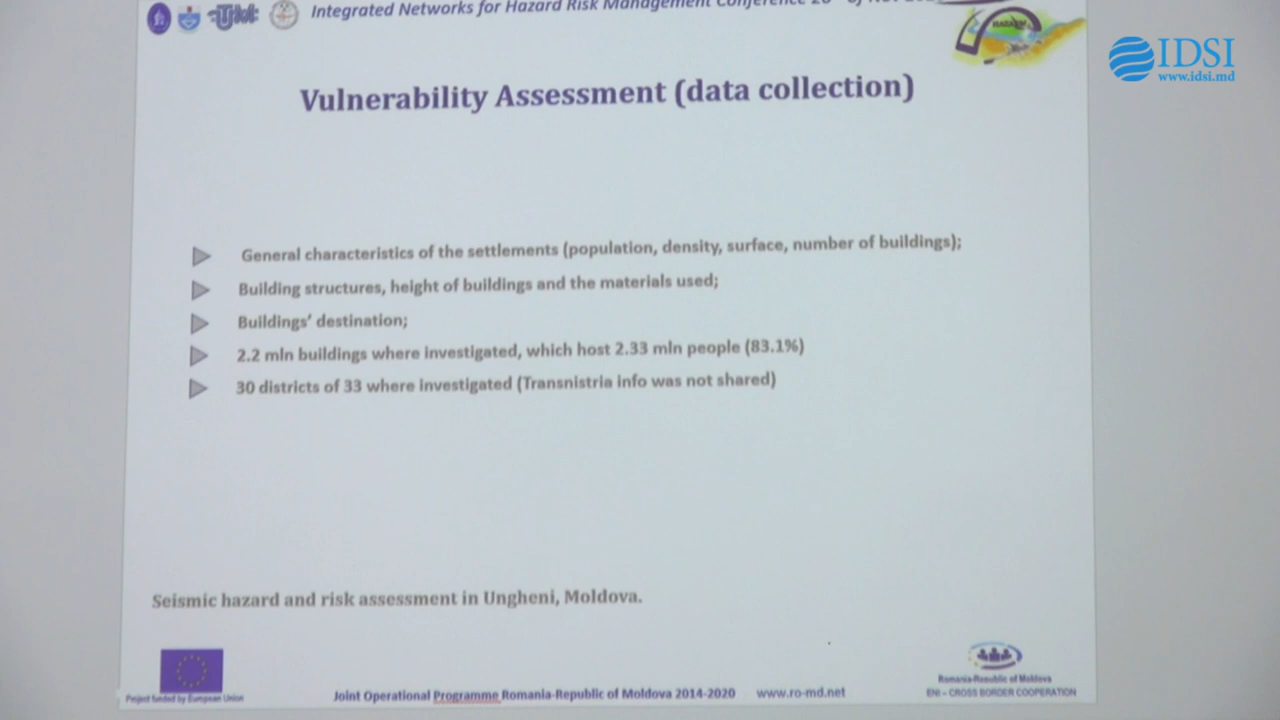 Integrated Networks for Hazard Risk Management Conference
IDSI
www.idsi.md
Vulnerability Assessment (data collection)
General characteristics of the settlements (population, density, surface, number of buildings);
Building structures, height of buildings and the materials used;
Buildings’ destination;
2.2 mln buildings where investigated, which host 2.33 mln people (83.1%)
30 districts of 33 where investigated (Transnistria info was not shared)
Seismic hazard and risk assessment in Ungheni, Moldova.
Project funded by European Union
Joint Operational Programme Romania-Republic of Moldova 2014-2020 www.ro-md.net
Romania-Republic of Moldova
ENI – CROSS BORDER COOPERATION